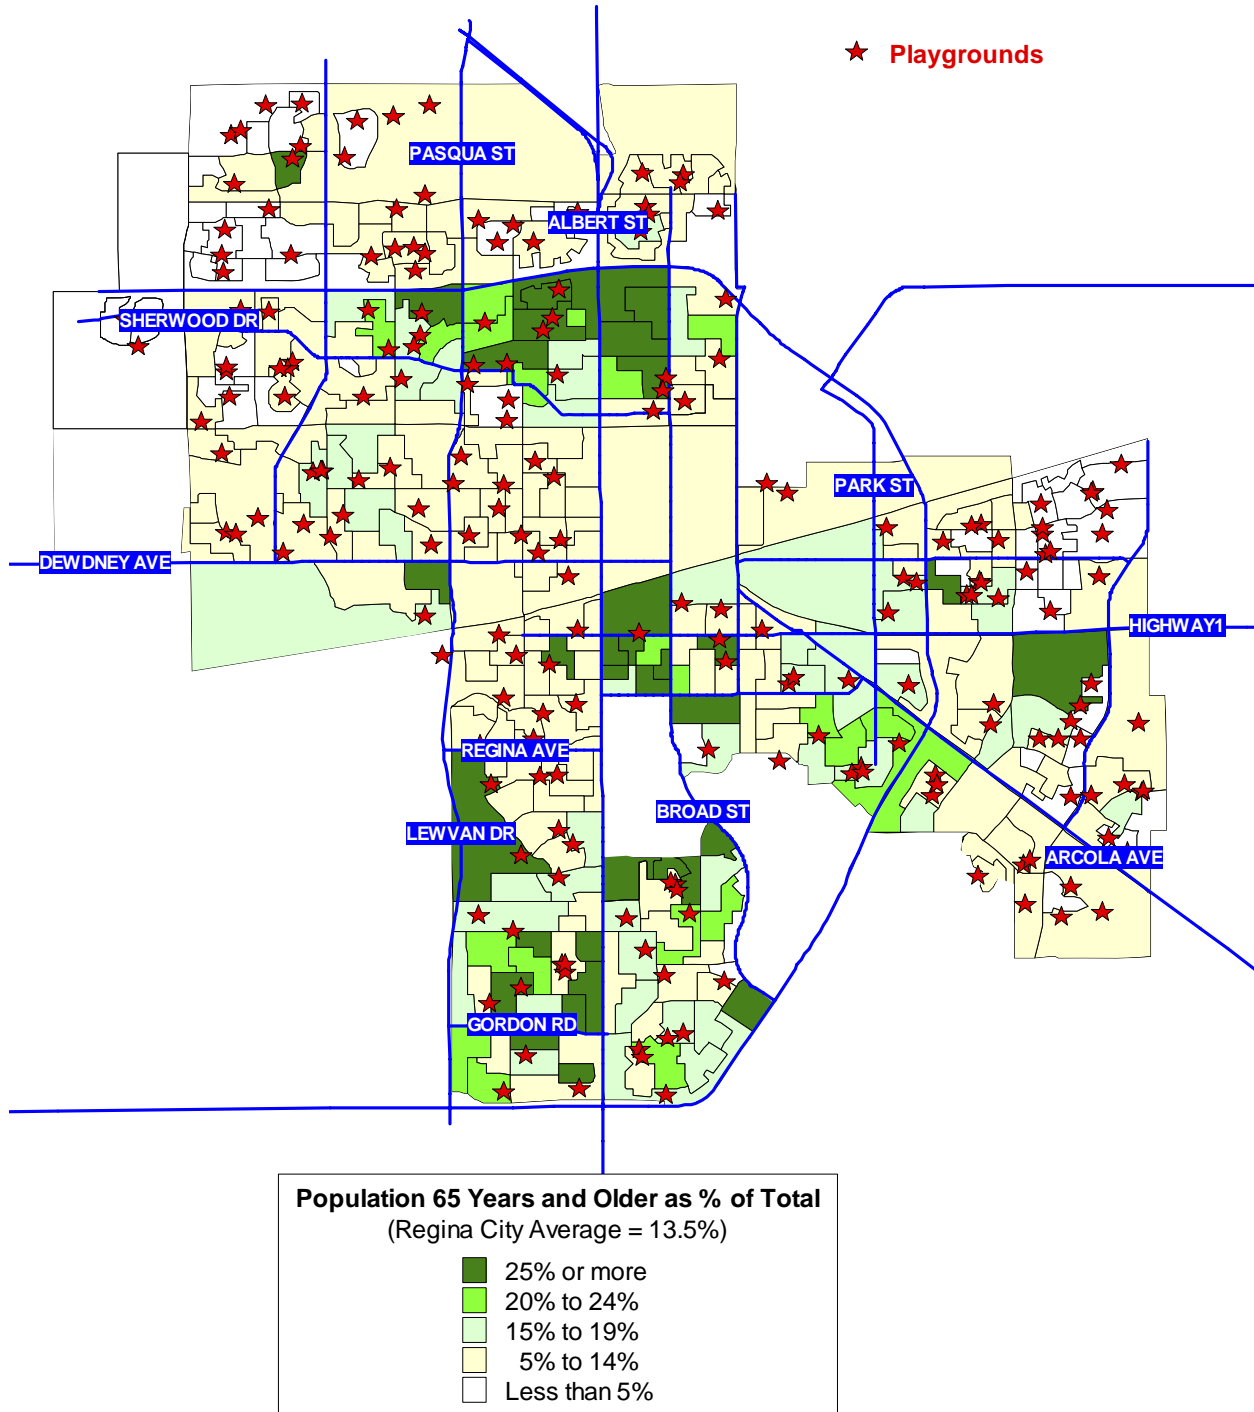 Playgrounds
PASQUA ST
ALBERT ST
SHERWOOD DR
PARK ST
DEWDNEY AVE
HIGHWAY1
REGINA AVE
BROAD ST
LEWVAN DR
ARCOLA AVE
GORDON RD
Population 65 Years and Older as % of Total
(Regina City Average = 13.5%)
25% or more
20% to 24%
15% to 19%
5% to 14%
Less than 5%